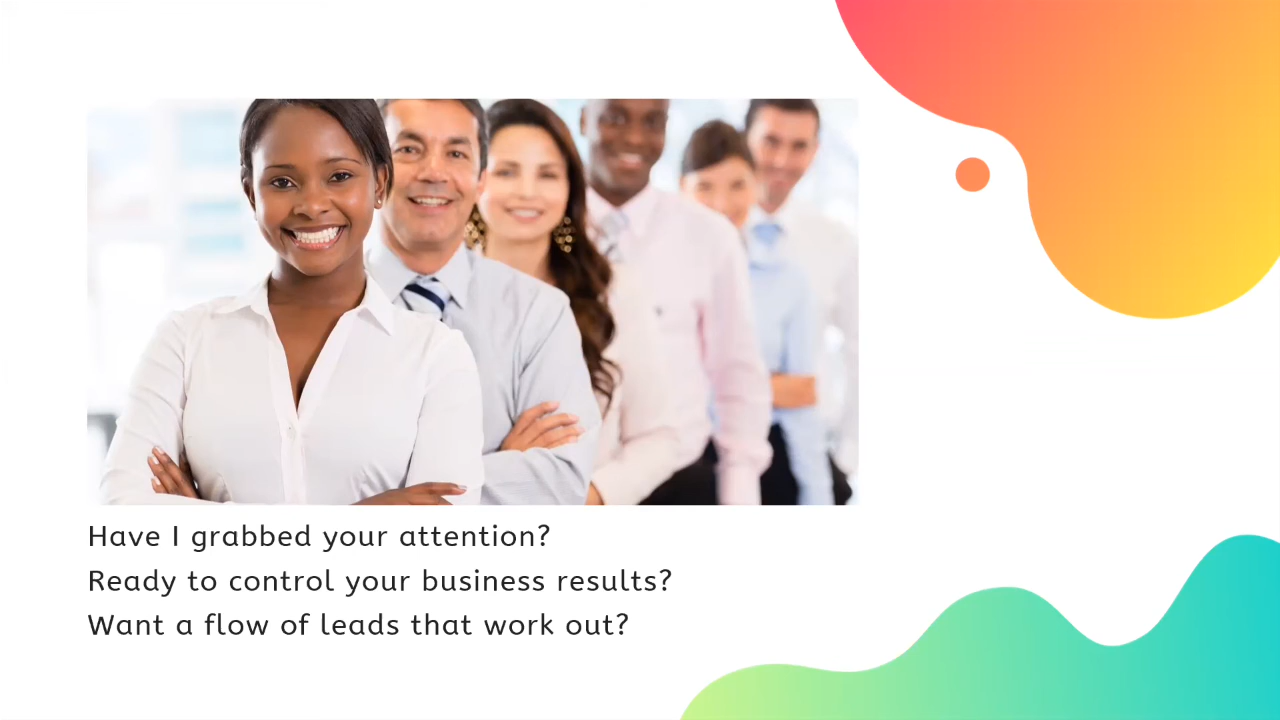 Have I grabbed your attention?
Ready to control your business results?
Want a flow of leads that work out?